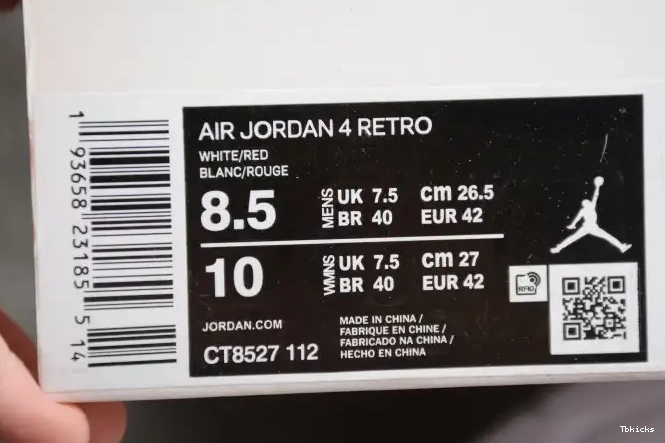 AIR JORDAN 4 RETRO
WHITE/RED
BLANC/ROUGE
8.5 MENS UK 7.5 cm 26.5
BR 40 EUR 42
10 WMNS UK 7.5 cm 27
BR 40 EUR 42
JORDAN.COM
CT8527 112
MADE IN CHINA /
FABRIQUE EN CHINE /
FABRICADO NA CHINA /
HECHO EN CHINA
RFID
1 93658 23185 5 14
Tbkicks